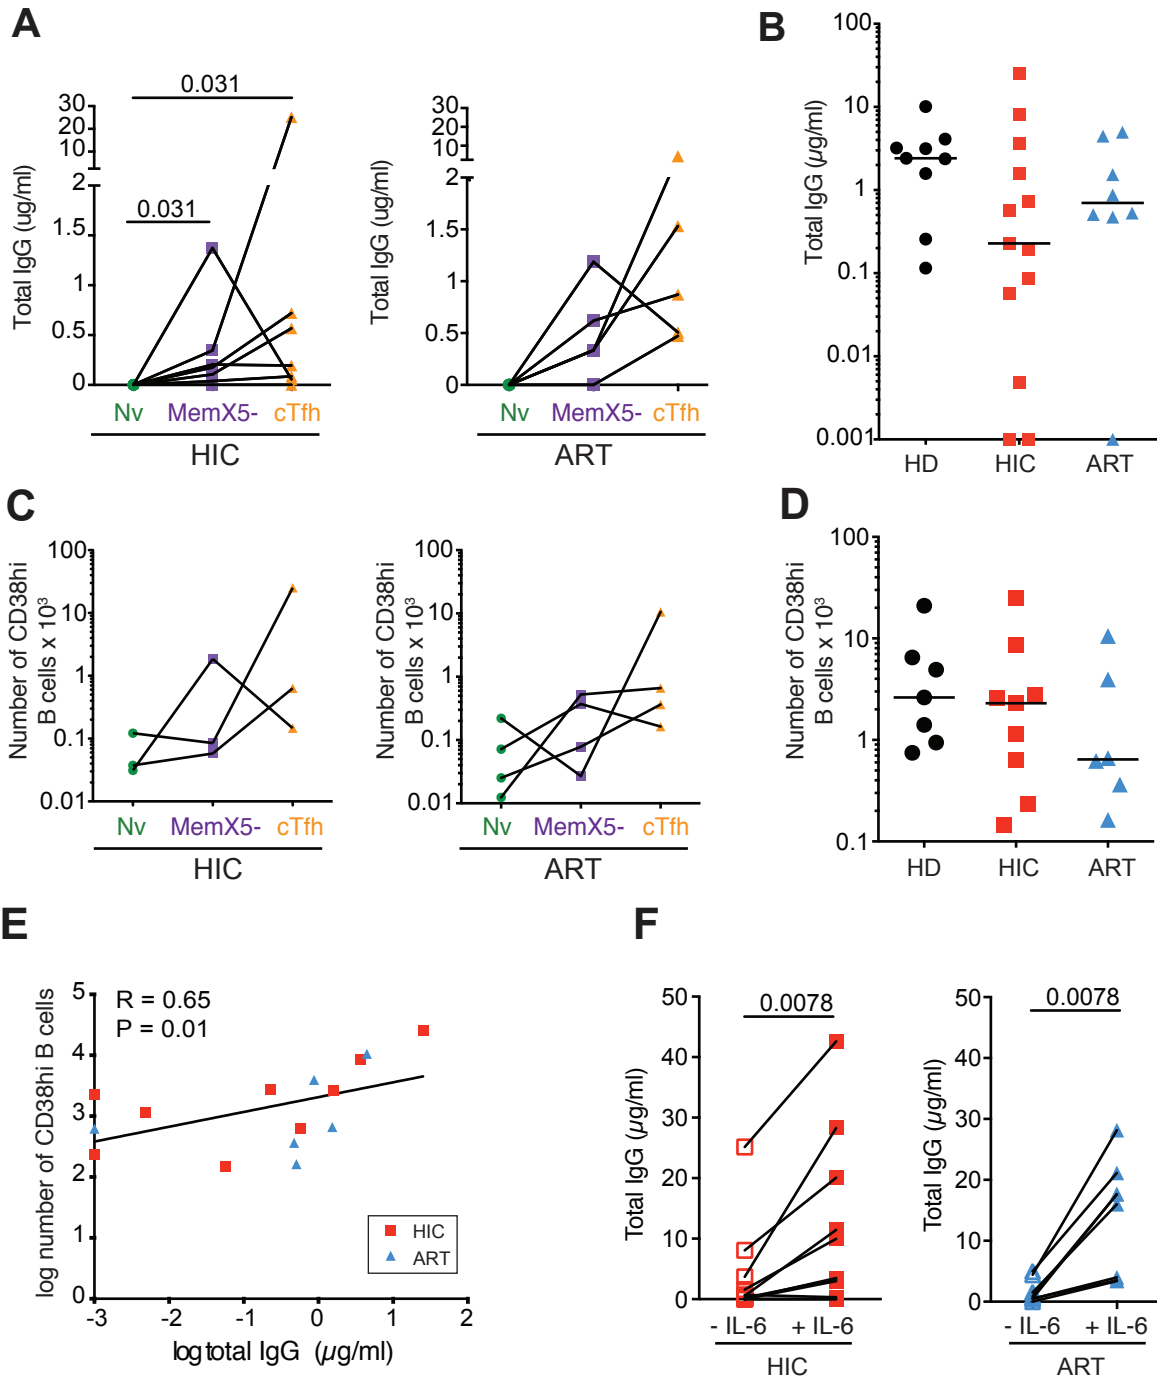 A
Total IgG (ug/ml)
30
20
10
2
1.5
1
0.5
0
0.031
0.031
Nv MemX5- cTfh
HIC
Total IgG (ug/ml)
30
20
10
2
1.5
1
0.5
0
Nv MemX5- cTfh
ART
B
Total IgG (µg/ml)
100
10
1
0.1
0.01
0.001
HD HIC ART
C
Number of CD38hi
B cells x 10³
100
10
1
0.1
0.01
Nv MemX5- cTfh
HIC
Number of CD38hi
B cells x 10³
100
10
1
0.1
0.01
Nv MemX5- cTfh
ART
D
Number of CD38hi
B cells x 10³
100
10
1
0.1
HD HIC ART
E
log number of CD38hi B cells
5
4
3
2
1
0
R = 0.65
P = 0.01
HIC
ART
-3 -2 -1 0 1 2
log total IgG (µg/ml)
F
Total IgG (µg/ml)
50
40
30
20
10
0
0.0078
- IL-6 + IL-6
HIC
Total IgG (µg/ml)
50
40
30
20
10
0
0.0078
- IL-6 + IL-6
ART